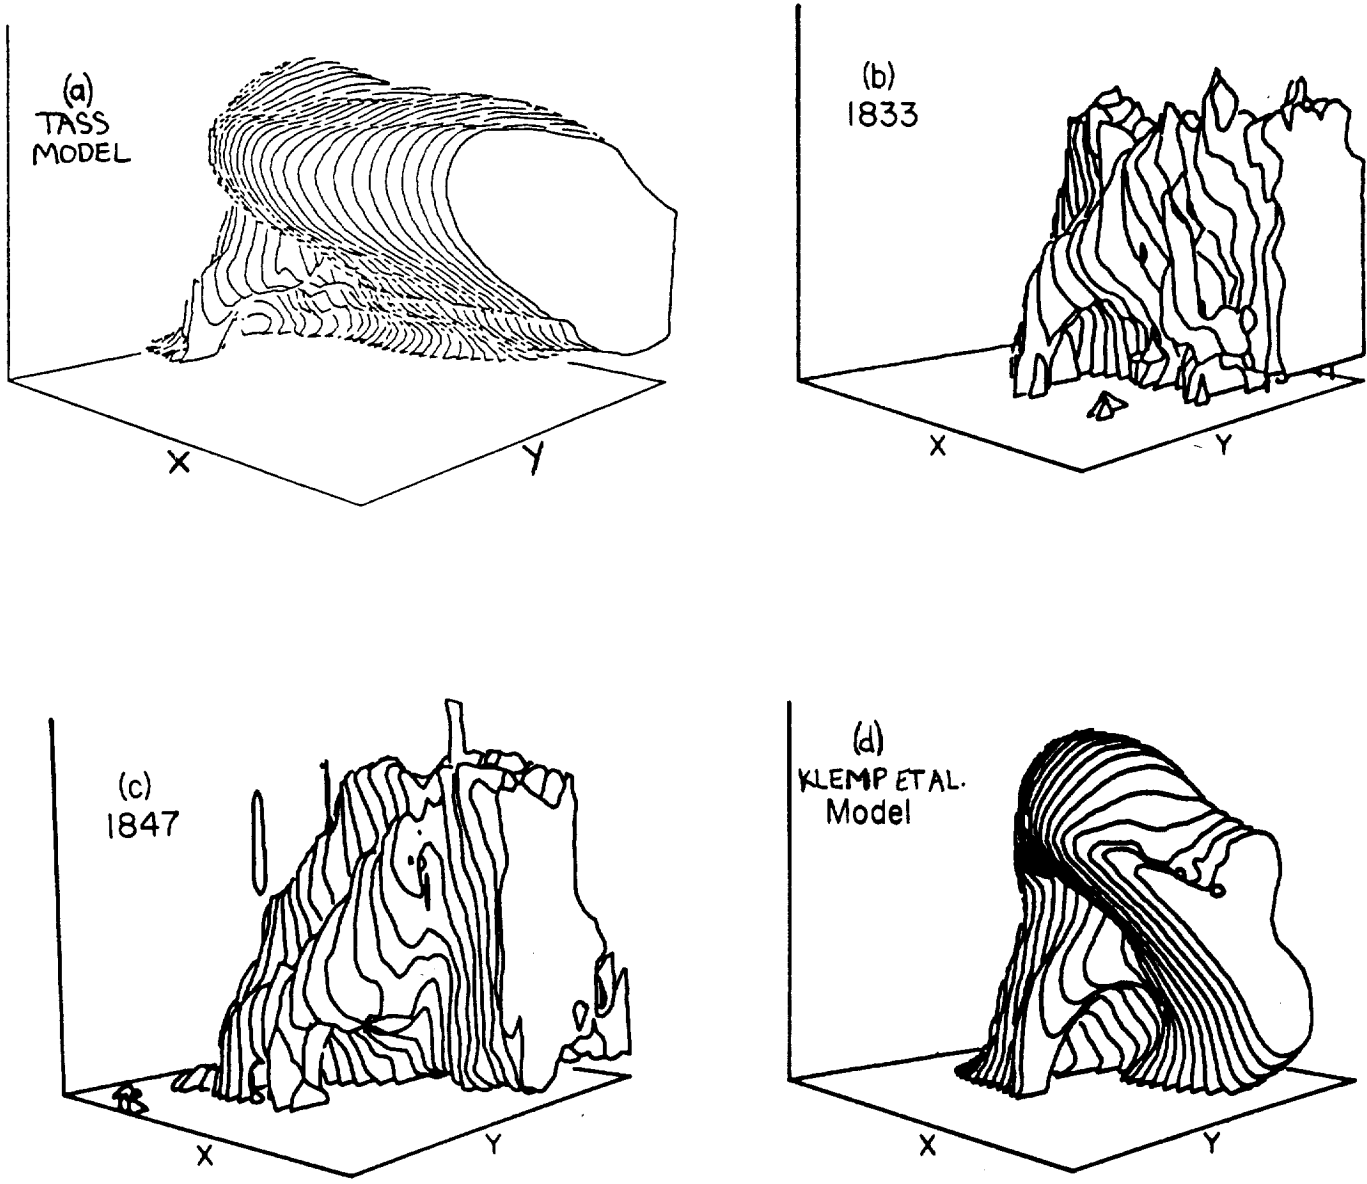 (a)
TASS
MODEL
X
Y
(b)
1833
X
Y
(c)
1847
X
Y
(d)
KLEMP ET AL.
Model
X
Y